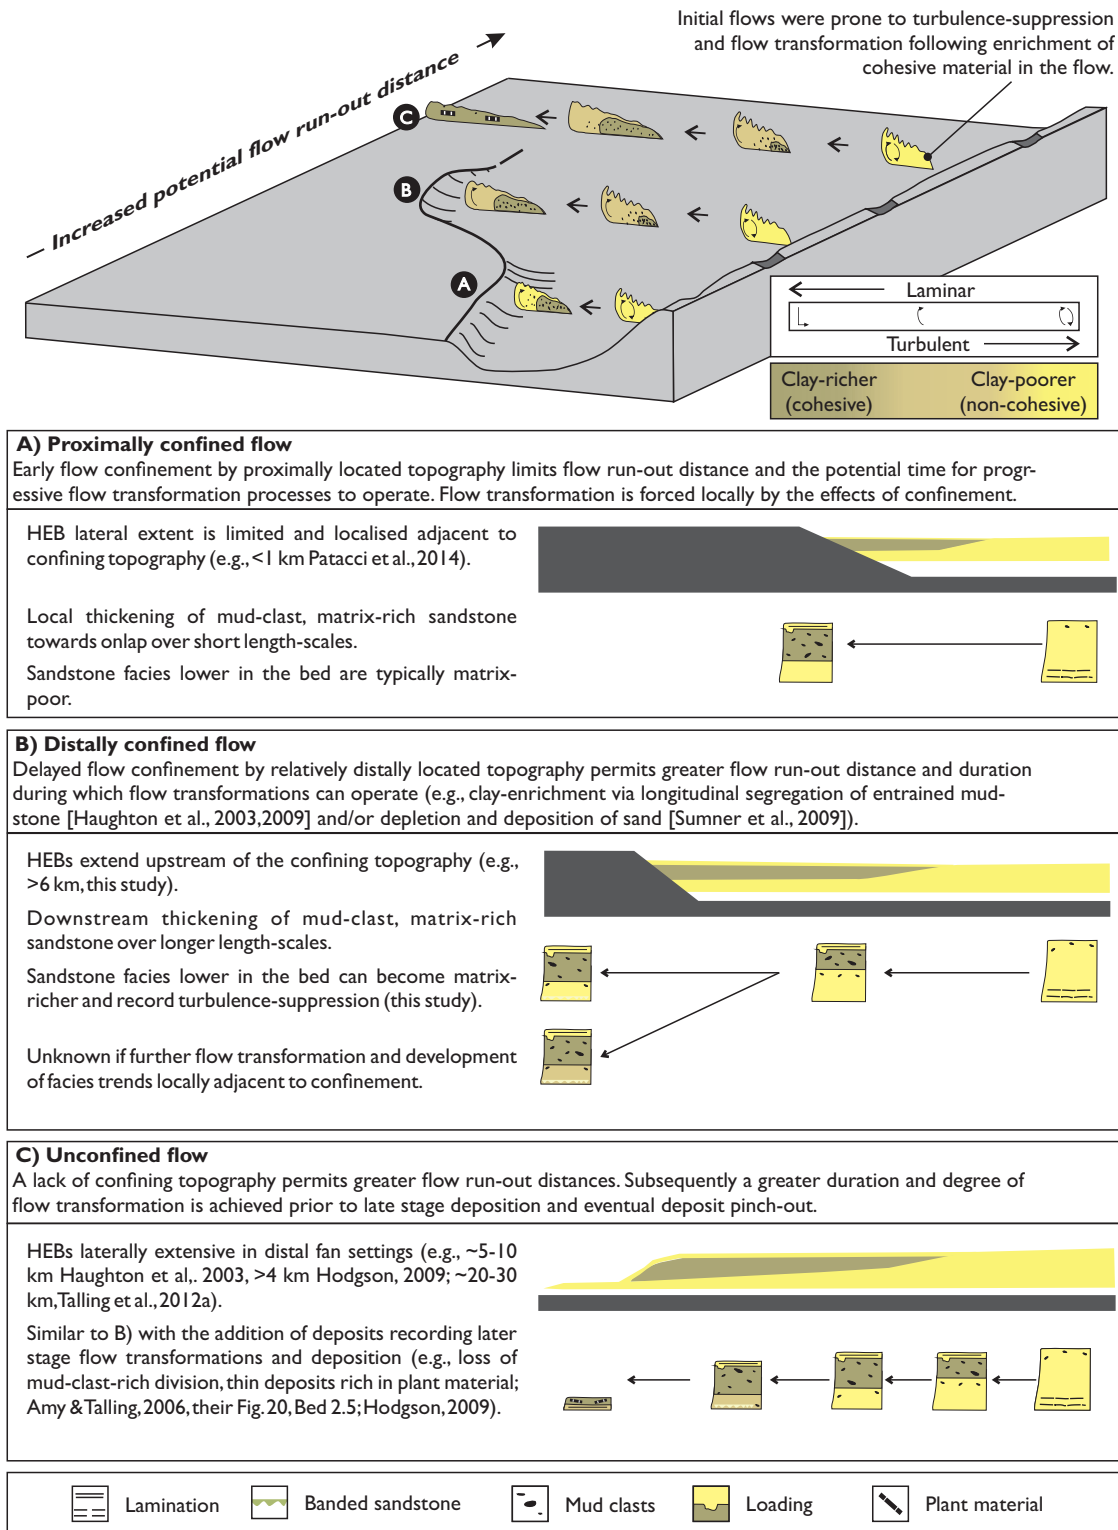 Initial flows were prone to turbulence-suppression
and flow transformation following enrichment of
cohesive material in the flow.
Increased potential flow run-out distance
C
B
A
Laminar
Turbulent
Clay-richer
(cohesive)
Clay-poorer
(non-cohesive)
A) Proximally confined flow
Early flow confinement by proximally located topography limits flow run-out distance and the potential time for progr-
essive flow transformation processes to operate. Flow transformation is forced locally by the effects of confinement.
HEB lateral extent is limited and localised adjacent to
confining topography (e.g., <1 km Patacci et al., 2014).
Local thickening of mud-clast, matrix-rich sandstone
towards onlap over short length-scales.
Sandstone facies lower in the bed are typically matrix-
poor.
B) Distally confined flow
Delayed flow confinement by relatively distally located topography permits greater flow run-out distance and duration
during which flow transformations can operate (e.g., clay-enrichment via longitudinal segregation of entrained mud-
stone [Haughton et al., 2003,2009] and/or depletion and deposition of sand [Sumner et al., 2009]).
HEBs extend upstream of the confining topography (e.g.,
>6 km, this study).
Downstream thickening of mud-clast, matrix-rich
sandstone over longer length-scales.
Sandstone facies lower in the bed can become matrix-
richer and record turbulence-suppression (this study).
Unknown if further flow transformation and development
of facies trends locally adjacent to confinement.
C) Unconfined flow
A lack of confining topography permits greater flow run-out distances. Subsequently a greater duration and degree of
flow transformation is achieved prior to late stage deposition and eventual deposit pinch-out.
HEBs laterally extensive in distal fan settings (e.g., ~5-10
km Haughton et al,. 2003, >4 km Hodgson, 2009; ~20-30
km, Talling et al., 2012a).
Similar to B) with the addition of deposits recording later
stage flow transformations and deposition (e.g., loss of
mud-clast-rich division, thin deposits rich in plant material;
Amy & Talling, 2006, their Fig. 20, Bed 2.5; Hodgson, 2009).
Lamination
Banded sandstone
Mud clasts
Loading
Plant material